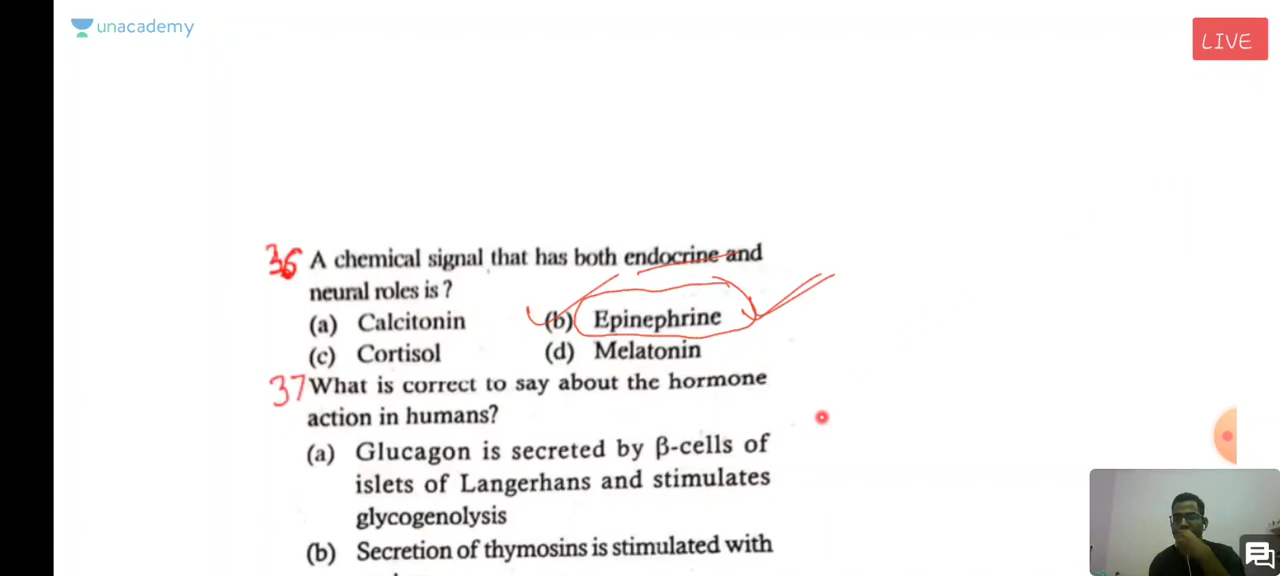 unacademy
LIVE
36 A chemical signal that has both endocrine and
neural roles is ?
(a) Calcitonin (b) Epinephrine
(c) Cortisol (d) Melatonin
37 What is correct to say about the hormone
action in humans?
(a) Glucagon is secreted by β-cells of
islets of Langerhans and stimulates
glycogenolysis
(b) Secretion of thymosins is stimulated with